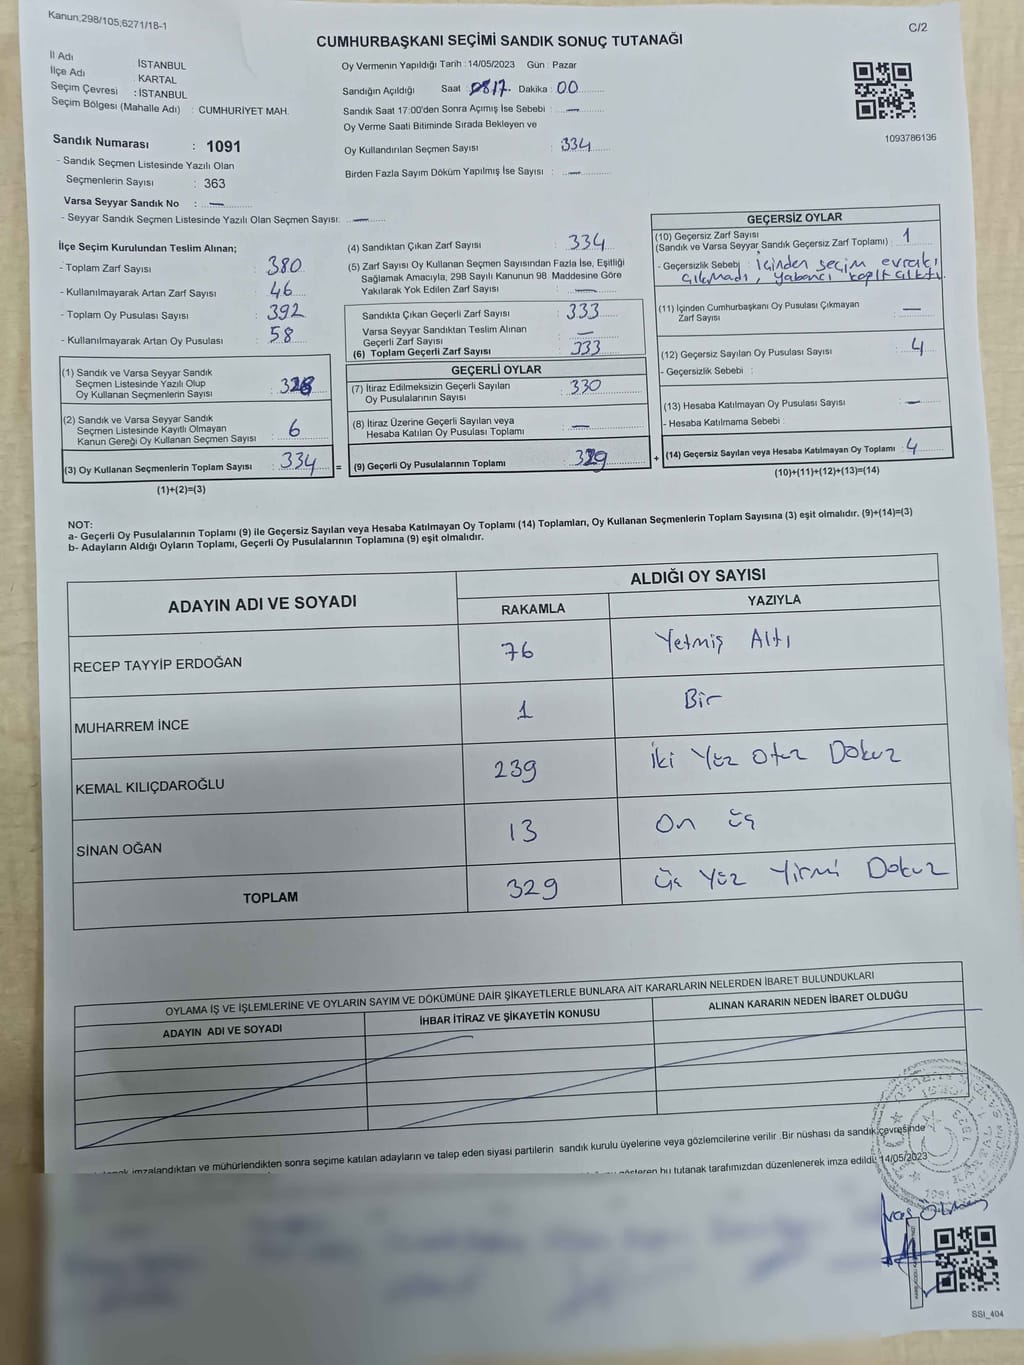 Kanun;298/105;6271/18-1
C/2
CUMHURBAŞKANI SEÇİMİ SANDIK SONUÇ TUTANAĞI
İl Adı İSTANBUL
İlçe Adı : KARTAL
Seçim Çevresi : İSTANBUL
Seçim Bölgesi (Mahalle Adı) : CUMHURİYET MAH.
Sandık Numarası : 1091
- Sandık Seçmen Listesinde Yazılı Olan
Seçmenlerin Sayısı : 363
Varsa Seyyar Sandık No : —
- Seyyar Sandık Seçmen Listesinde Yazılı Olan Seçmen Sayısı: —
Oy Vermenin Yapıldığı Tarih : 14/05/2023 Gün : Pazar
Sandığın Açıldığı Saat 17 Dakika : 00
Sandık Saat 17:00'den Sonra Açımış İse Sebebi : —
Oy Verme Saati Bitiminde Sırada Bekleyen ve
Oy Kullandırılan Seçmen Sayısı : 334
Birden Fazla Sayım Döküm Yapılmış İse Sayısı : —
1093786136
İlçe Seçim Kurulundan Teslim Alınan;
- Toplam Zarf Sayısı : 380
- Kullanılmayarak Artan Zarf Sayısı : 46
- Toplam Oy Pusulası Sayısı : 392
- Kullanılmayarak Artan Oy Pusulası : 58
(1) Sandık ve Varsa Seyyar Sandık
Seçmen Listesinde Yazılı Olup
Oy Kullanan Seçmenlerin Sayısı : 328
(2) Sandık ve Varsa Seyyar Sandık
Seçmen Listesinde Kayıtlı Olmayan
Kanun Gereği Oy Kullanan Seçmen Sayısı : 6
(3) Oy Kullanan Seçmenlerin Toplam Sayısı : 334 =
(1)+(2)=(3)
(4) Sandıktan Çıkan Zarf Sayısı : 334
(5) Zarf Sayısı Oy Kullanan Seçmen Sayısından Fazla İse, Eşitliği
Sağlamak Amacıyla, 298 Sayılı Kanunun 98 Maddesine Göre
Yakılarak Yok Edilen Zarf Sayısı : —
Sandıkta Çıkan Geçerli Zarf Sayısı : 333
Varsa Seyyar Sandıktan Teslim Alınan
Geçerli Zarf Sayısı : —
(6) Toplam Geçerli Zarf Sayısı : 333
GEÇERLİ OYLAR
(7) İtiraz Edilmeksizin Geçerli Sayılan
Oy Pusulalarının Sayısı : 330
(8) İtiraz Üzerine Geçerli Sayılan veya
Hesaba Katılan Oy Pusulası Toplamı : —
(9) Geçerli Oy Pusulalarının Toplamı : 329 +
GEÇERSİZ OYLAR
(10) Geçersiz Zarf Sayısı
(Sandık ve Varsa Seyyar Sandık Geçersiz Zarf Toplamı) : 1
- Geçersizlik Sebebi : İçinden seçim evrakı
Çıkmadı, yabancı kağıt çıktı.
(11) İçinden Cumhurbaşkanı Oy Pusulası Çıkmayan
Zarf Sayısı : —
(12) Geçersiz Sayılan Oy Pusulası Sayısı : 4
- Geçersizlik Sebebi :
(13) Hesaba Katılmayan Oy Pusulası Sayısı : —
- Hesaba Katılmama Sebebi :
(14) Geçersiz Sayılan veya Hesaba Katılmayan Oy Toplamı : 4
(10)+(11)+(12)+(13)=(14)
NOT:
a- Geçerli Oy Pusulalarının Toplamı (9) ile Geçersiz Sayılan veya Hesaba Katılmayan Oy Toplamı (14) Toplamları, Oy Kullanan Seçmenlerin Toplam Sayısına (3) eşit olmalıdır. (9)+(14)=(3)
b- Adayların Aldığı Oyların Toplamı, Geçerli Oy Pusulalarının Toplamına (9) eşit olmalıdır.
ADAYIN ADI VE SOYADI
ALDIĞI OY SAYISI
RAKAMLA YAZIYLA
RECEP TAYYİP ERDOĞAN 76 Yetmiş Altı
MUHARREM İNCE 1 Bir
KEMAL KILIÇDAROĞLU 239 İki Yüz Otuz Dokuz
SİNAN OĞAN 13 On üç
TOPLAM 329 Üç Yüz Yirmi Dokuz
OYLAMA İŞ VE İŞLEMLERİNE VE OYLARIN SAYIM VE DÖKÜMÜNE DAİR ŞİKAYETLERLE BUNLARA AİT KARARLARIN NELERDEN İBARET BULUNDUKLARI
ADAYIN ADI VE SOYADI İHBAR İTİRAZ VE ŞİKAYETİN KONUSU ALINAN KARARIN NEDEN İBARET OLDUĞU
imzalandıktan ve mühürlendikten sonra seçime katılan adayların ve talep eden siyasi partilerin sandık kurulu üyelerine veya gözlemcilerine verilir .Bir nüshası da sandık çevresinde
gösteren bu tutanak tarafımızdan düzenlenerek imza edildi. 14/05/2023
SSI_404